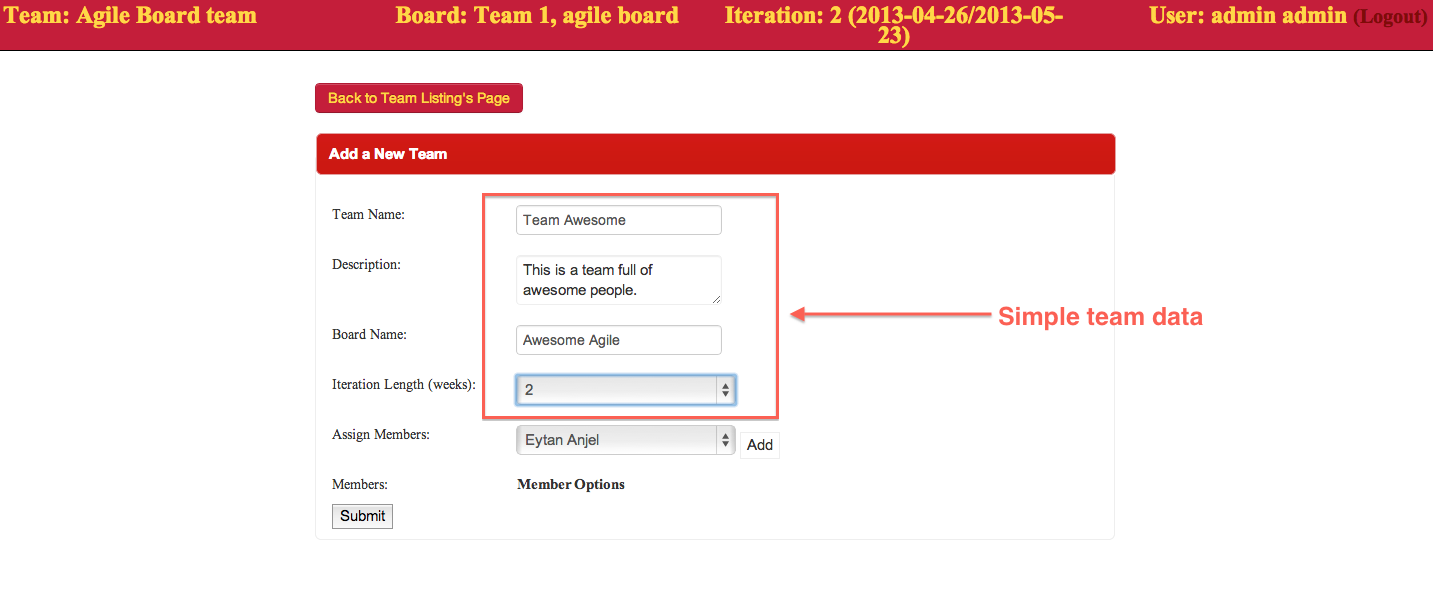 Team: Agile Board team
Board: Team 1, agile board
Iteration: 2 (2013-04-26/2013-05-
23)
User: admin admin (Logout)
Back to Team Listing's Page
Add a New Team
Team Name:
Team Awesome
Description:
This is a team full of
awesome people.
Board Name:
Awesome Agile
Iteration Length (weeks):
2
Simple team data
Assign Members:
Eytan Anjel
Add
Members:
Member Options
Submit